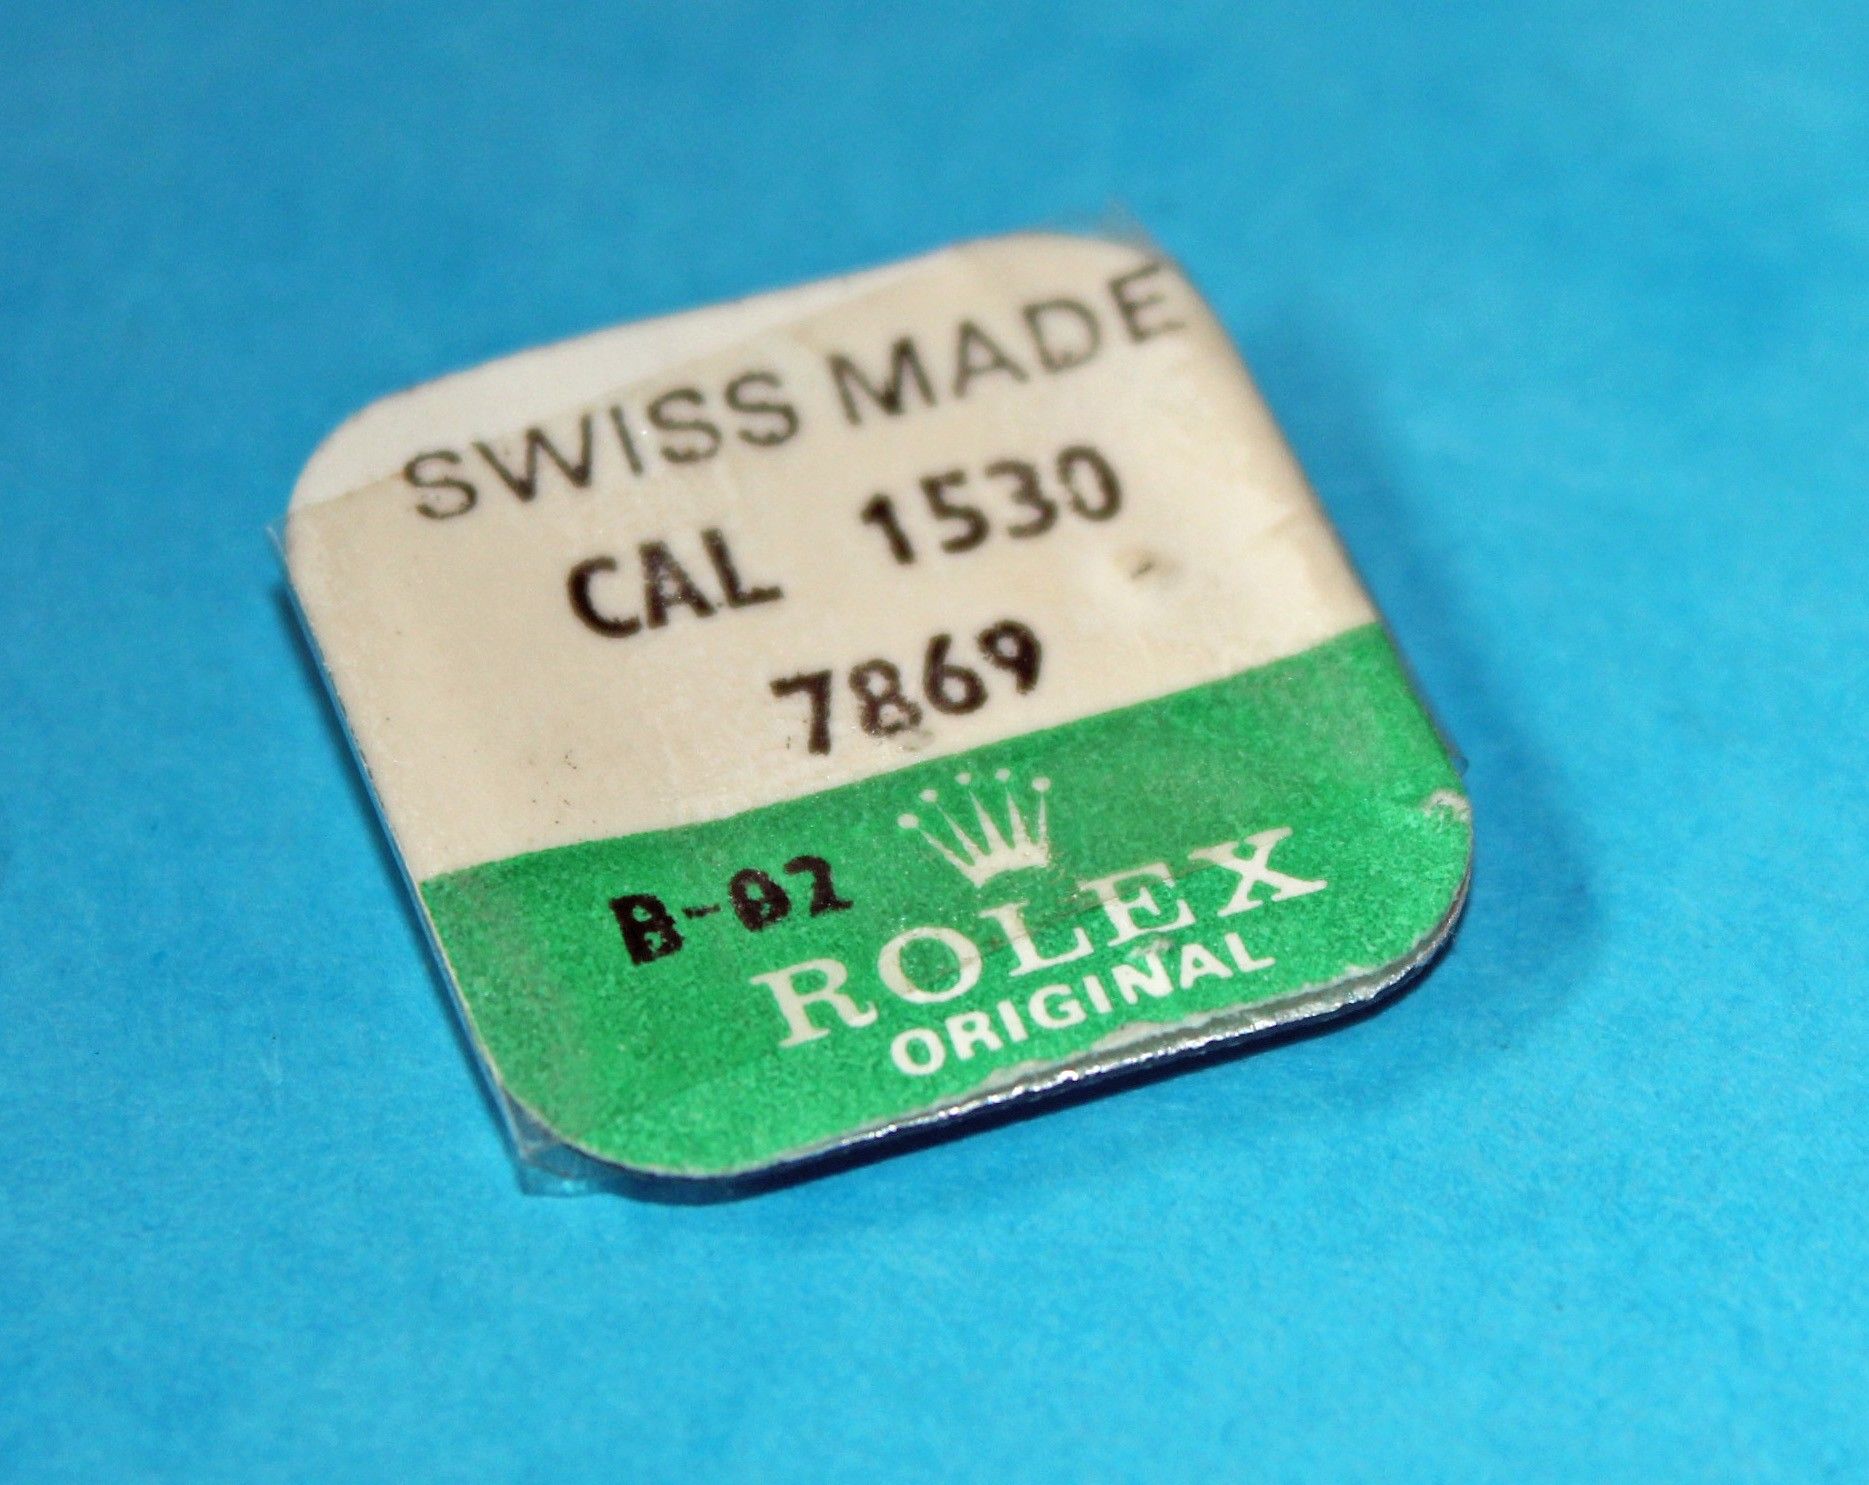 SWISS MADE
CAL 1530
7869
B-02
ROLEX
ORIGINAL